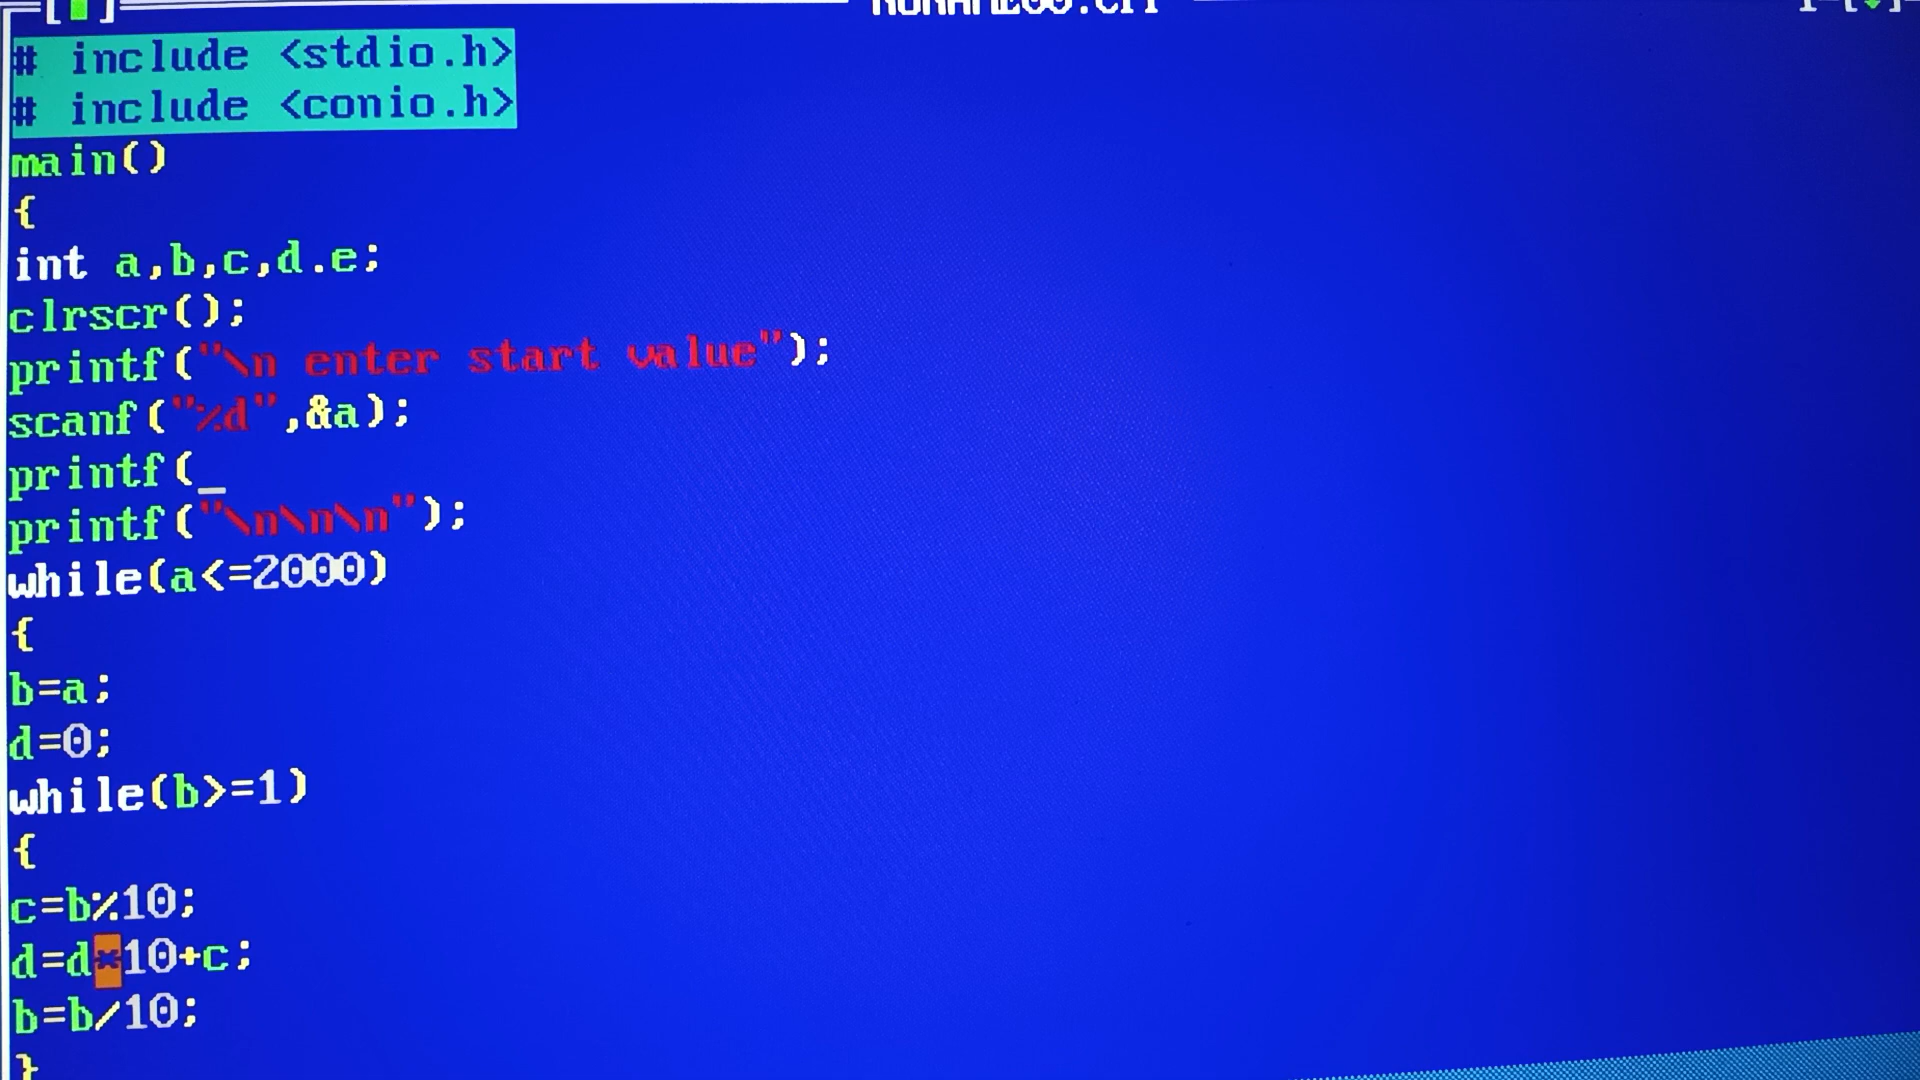 # include <stdio.h>
# include <conio.h>
main()
{
int a,b,c,d.e;
clrscr();
printf("\n enter start value");
scanf("%d",&a);
printf(_
printf("\n\n\n");
while(a<=2000)
{
b=a;
d=0;
while(b>=1)
{
c=b%10;
d=d*10+c;
b=b/10;
}